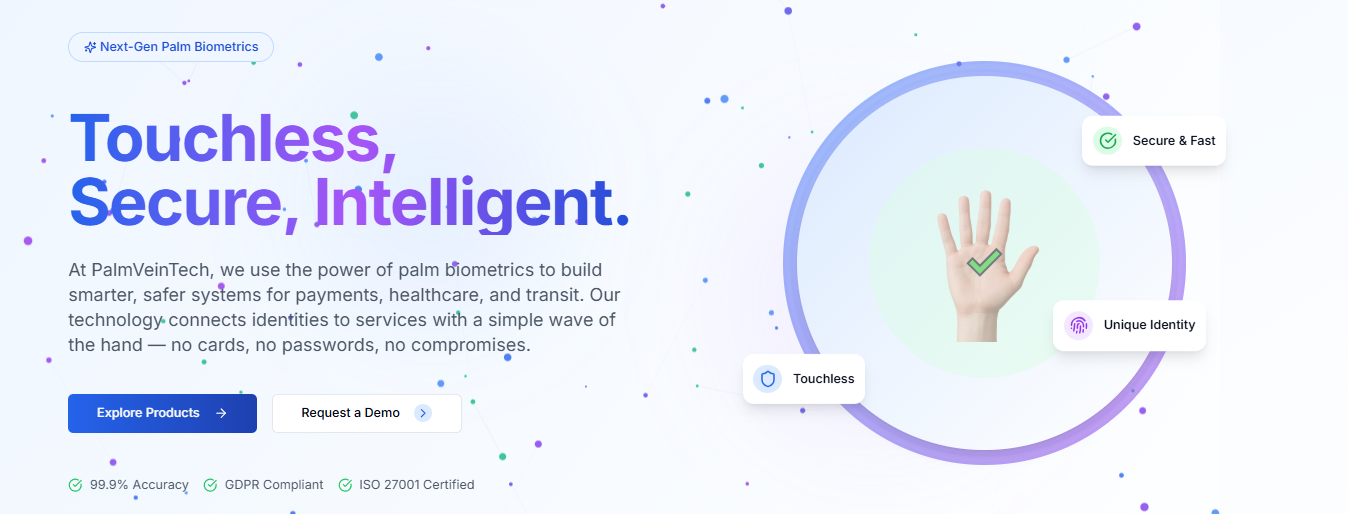 Next-Gen Palm Biometrics
Touchless,
Secure, Intelligent.
At PalmVeinTech, we use the power of palm biometrics to build
smarter, safer systems for payments, healthcare, and transit. Our
technology connects identities to services with a simple wave of
the hand — no cards, no passwords, no compromises.
Explore Products
Request a Demo
99.9% Accuracy
GDPR Compliant
ISO 27001 Certified
Secure & Fast
Unique Identity
Touchless